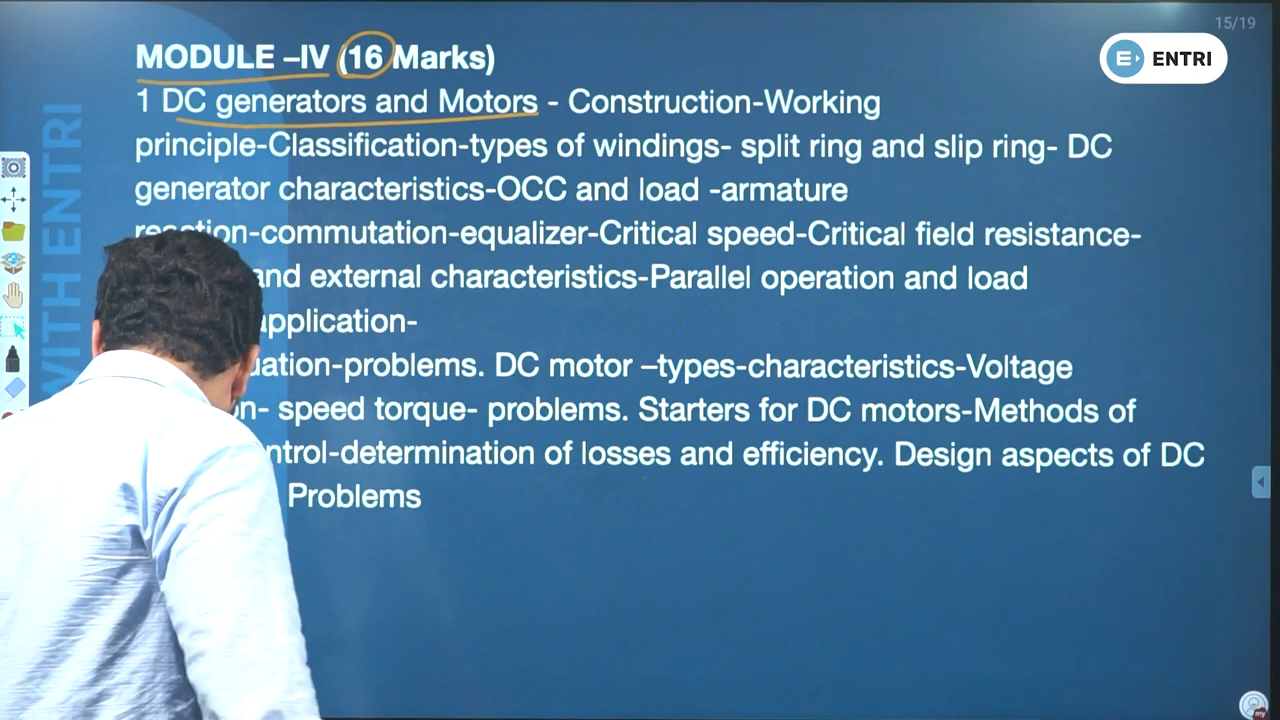 15/19
ENTRI
MODULE –IV (16 Marks)
1 DC generators and Motors - Construction-Working
principle-Classification-types of windings- split ring and slip ring- DC
generator characteristics-OCC and load -armature
reaction-commutation-equalizer-Critical speed-Critical field resistance-
and external characteristics-Parallel operation and load
application-
-problems. DC motor –types-characteristics-Voltage
- speed torque- problems. Starters for DC motors-Methods of
-determination of losses and efficiency. Design aspects of DC
Problems
WITH ENTRI